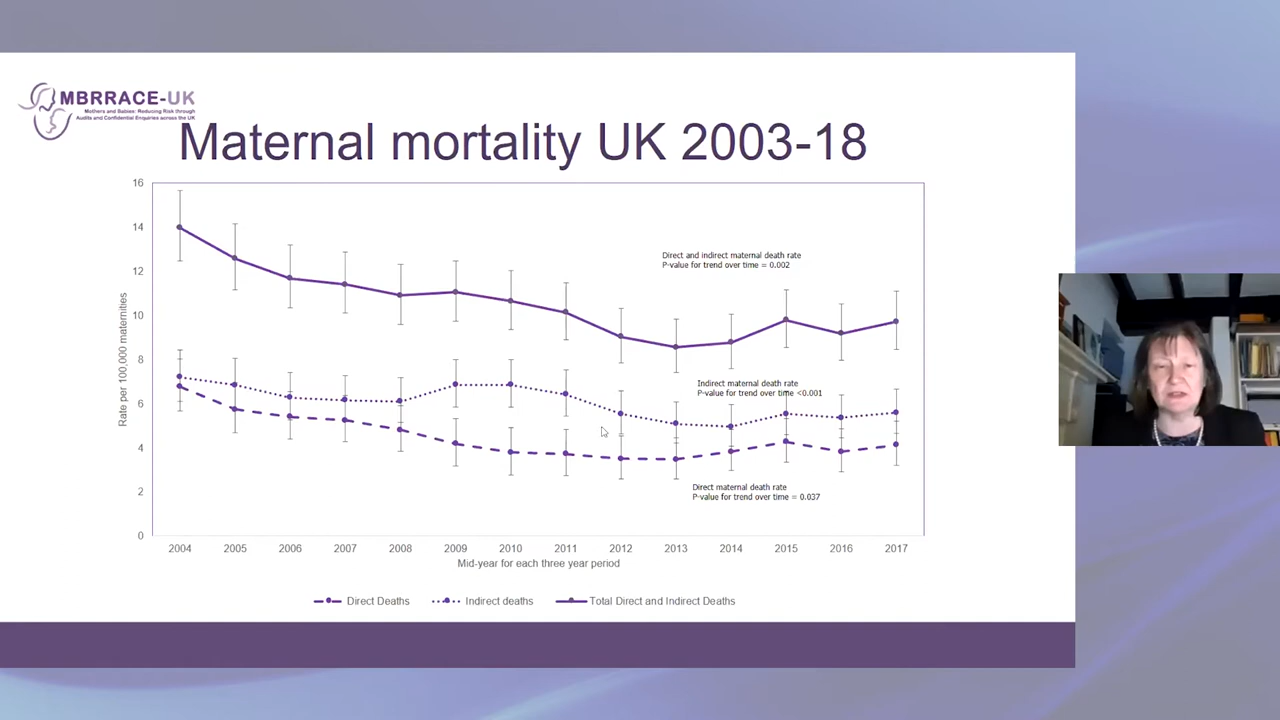 MBRRACE-UK
Mothers and Babies: Reducing Risk through
Audits and Confidential Enquiries across the UK
Maternal mortality UK 2003-18
16
14
12
10
8
6
4
2
0
Rate per 100,000 maternities
Direct and indirect maternal death rate
P-value for trend over time = 0.002
Indirect maternal death rate
P-value for trend over time <0.001
Direct maternal death rate
P-value for trend over time = 0.037
2004 2005 2006 2007 2008 2009 2010 2011 2012 2013 2014 2015 2016 2017
Mid-year for each three year period
Direct Deaths Indirect deaths Total Direct and Indirect Deaths